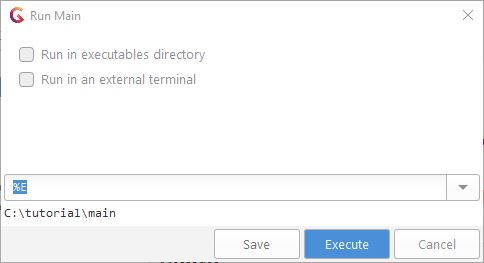 Run Main
Run in executables directory
Run in an external terminal
%E
C:\tutorial\main
Save
Execute
Cancel